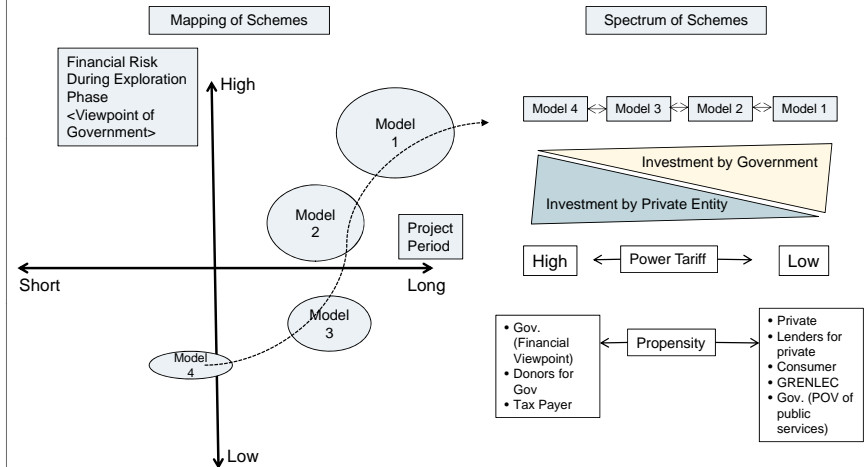 Mapping of Schemes
Financial Risk
During Exploration
Phase
<Viewpoint of
Government>
High
Model
1
Model
2
Project
Period
Short
Long
Model
3
Model
4
Low
Spectrum of Schemes
Model 4
Model 3
Model 2
Model 1
Investment by Government
Investment by Private Entity
High
Power Tariff
Low
• Gov.
(Financial
Viewpoint)
• Donors for
Gov
• Tax Payer
Propensity
• Private
• Lenders for
private
• Consumer
• GRENLEC
• Gov. (POV of
public
services)